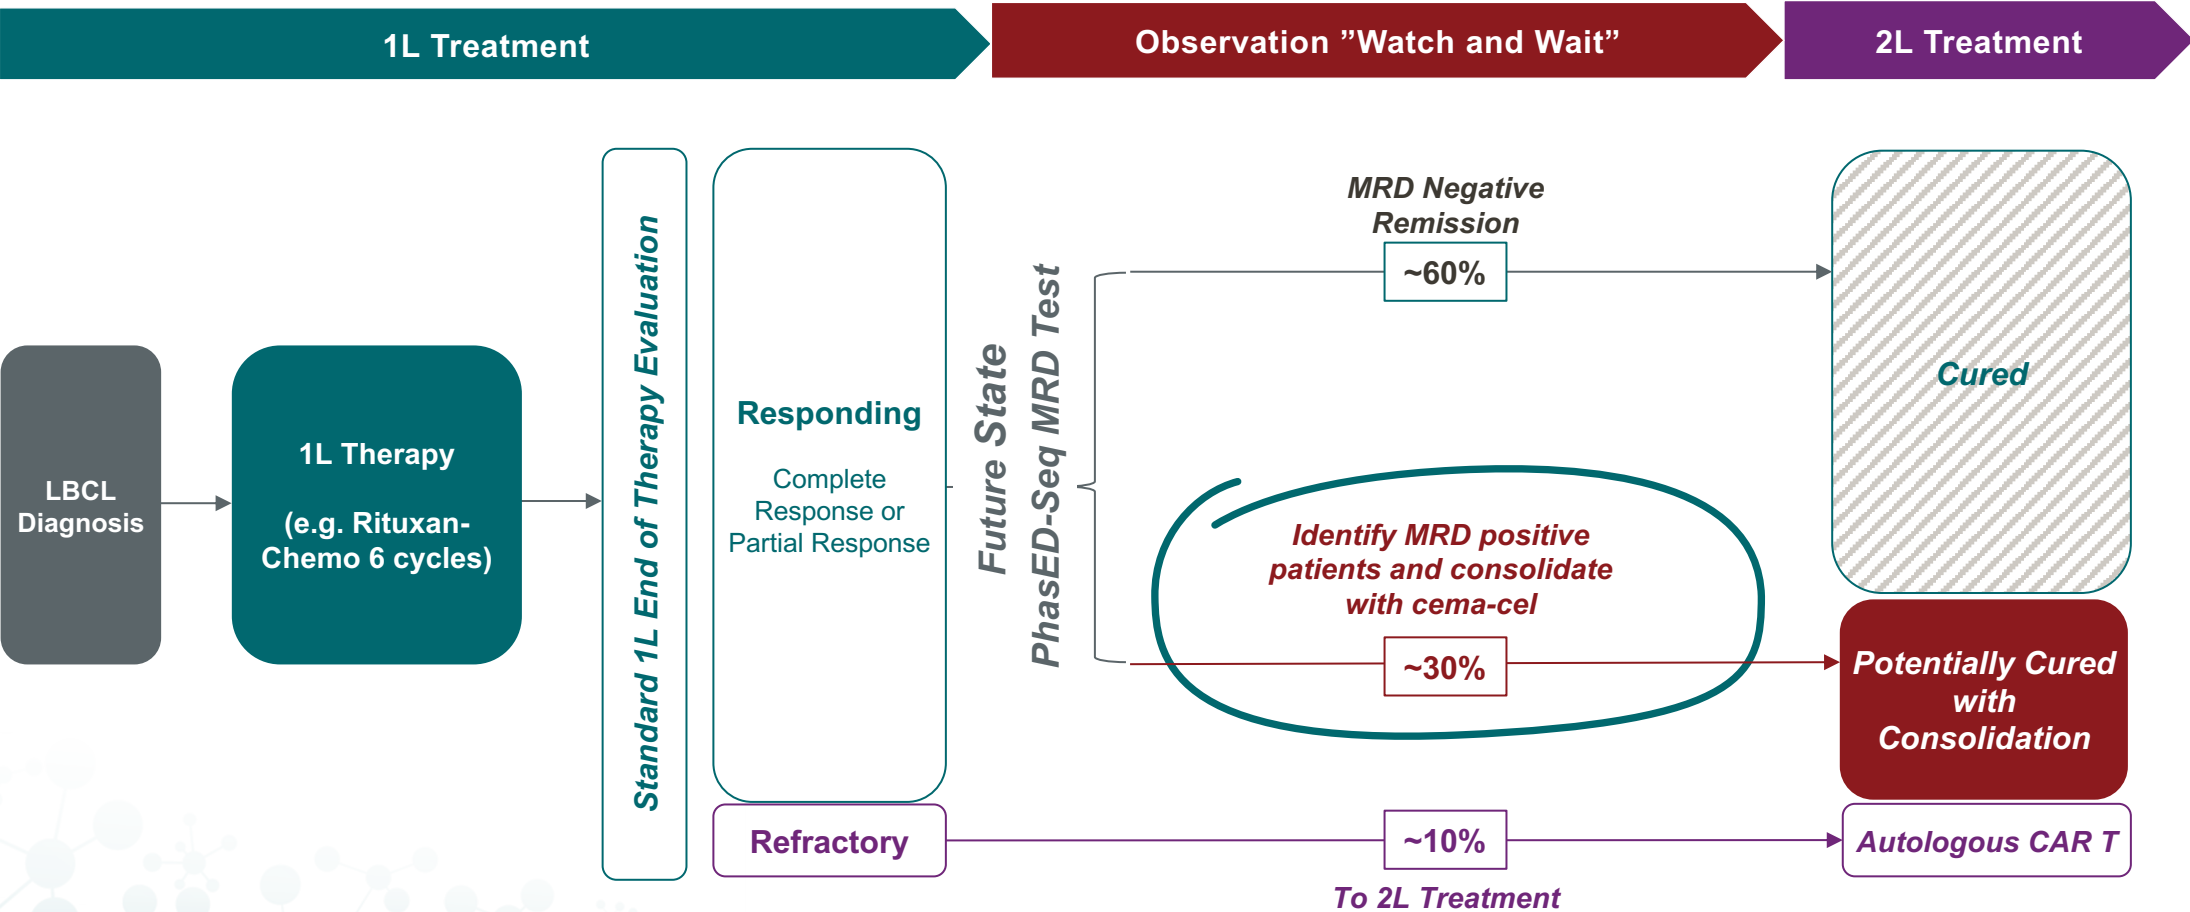 1L Treatment
Observation ”Watch and Wait”
2L Treatment
LBCL
Diagnosis
1L Therapy
(e.g. Rituxan-
Chemo 6 cycles)
Standard 1L End of Therapy Evaluation
Responding
Complete
Response or
Partial Response
Refractory
Future State
PhasED-Seq MRD Test
MRD Negative
Remission
~60%
Identify MRD positive
patients and consolidate
with cema-cel
~30%
~10%
To 2L Treatment
Cured
Potentially Cured
with
Consolidation
Autologous CAR T